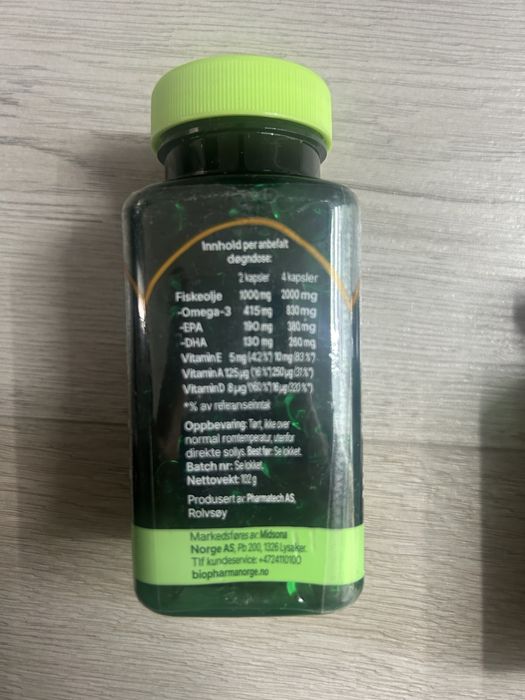 Innhold per anbefalt
døgndose:
2 kapsler 4 kapsler
Fiskeolje 1000 mg 2000 mg
-Omega-3 415 mg 830 mg
-EPA 190 mg 380 mg
-DHA 130 mg 260 mg
Vitamin E 5 mg (42%*) 10 mg (83%*)
Vitamin A 125 µg (16%*) 250 µg (31%*)
Vitamin D 8 µg (160%*) 16 µg (320%*)
*% av referanseinntak
Oppbevaring: Tørt, ikke over
normal romtemperatur, utenfor
direkte sollys. Best før: Se lokket.
Batch nr: Se lokket.
Nettovekt: 102 g
Produsert av: Pharmatech AS,
Rolvsøy
Markedsføres av: Midsona
Norge AS, Pb 200, 1326 Lysaker.
Tlf kundeservice: +4724110100
biopharmanorge.no